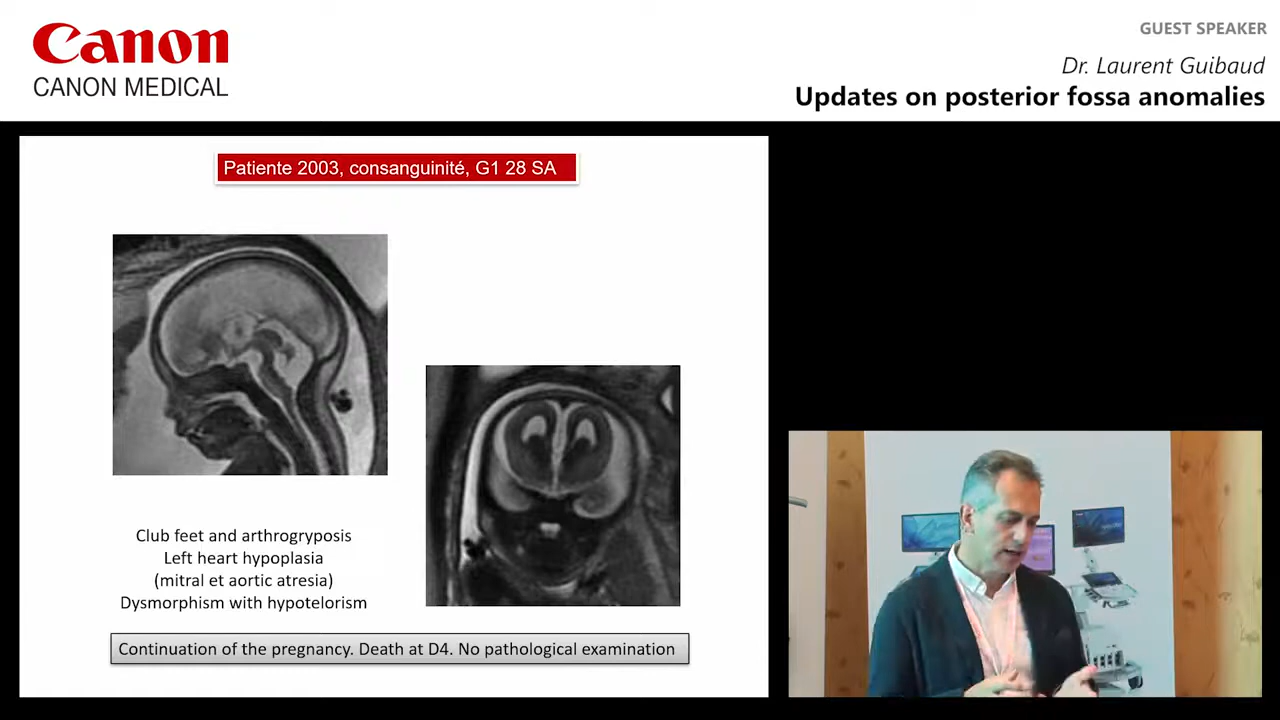 Canon
CANON MEDICAL
GUEST SPEAKER
Dr. Laurent Guibaud
Updates on posterior fossa anomalies
Patiente 2003, consanguinité, G1 28 SA
Club feet and arthrogryposis
Left heart hypoplasia
(mitral et aortic atresia)
Dysmorphism with hypotelorism
Continuation of the pregnancy. Death at D4. No pathological examination